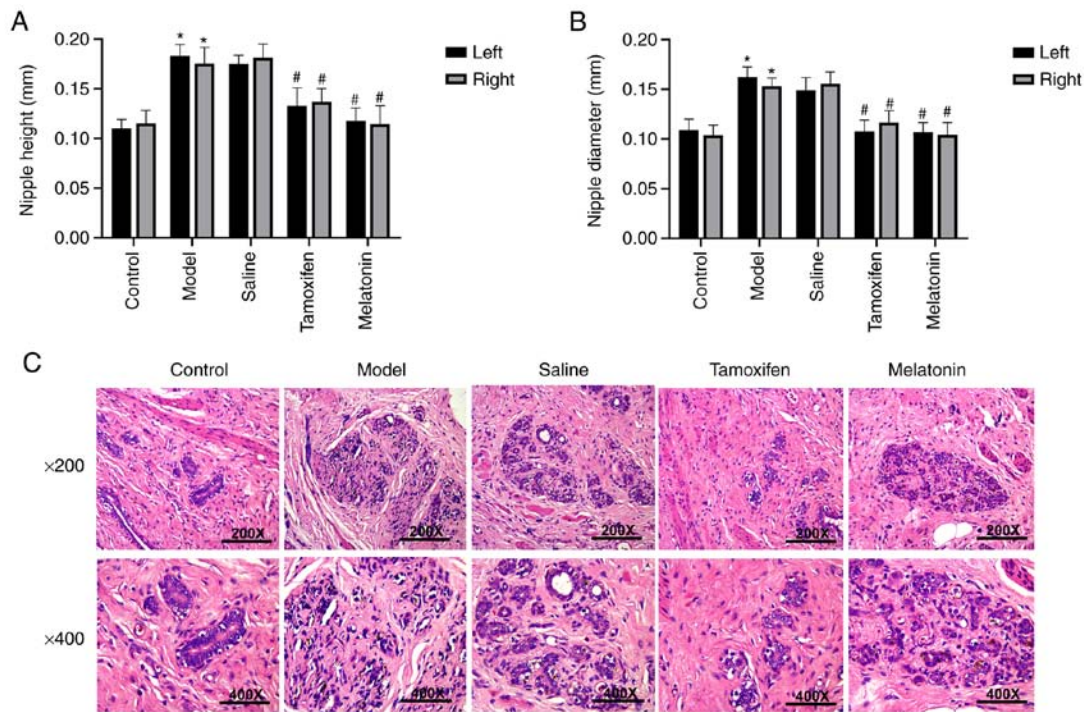 A
Nipple height (mm)
0.20
0.15
0.10
0.05
0.00
* *
# #
# #
Control
Model
Saline
Tamoxifen
Melatonin
Left
Right
B
Nipple diameter (mm)
0.20
0.15
0.10
0.05
0.00
* *
# #
# #
Control
Model
Saline
Tamoxifen
Melatonin
Left
Right
C
Control Model Saline Tamoxifen Melatonin
×200
200X 200X 200X 200X 200X
×400
400X 400X 400X 400X 400X